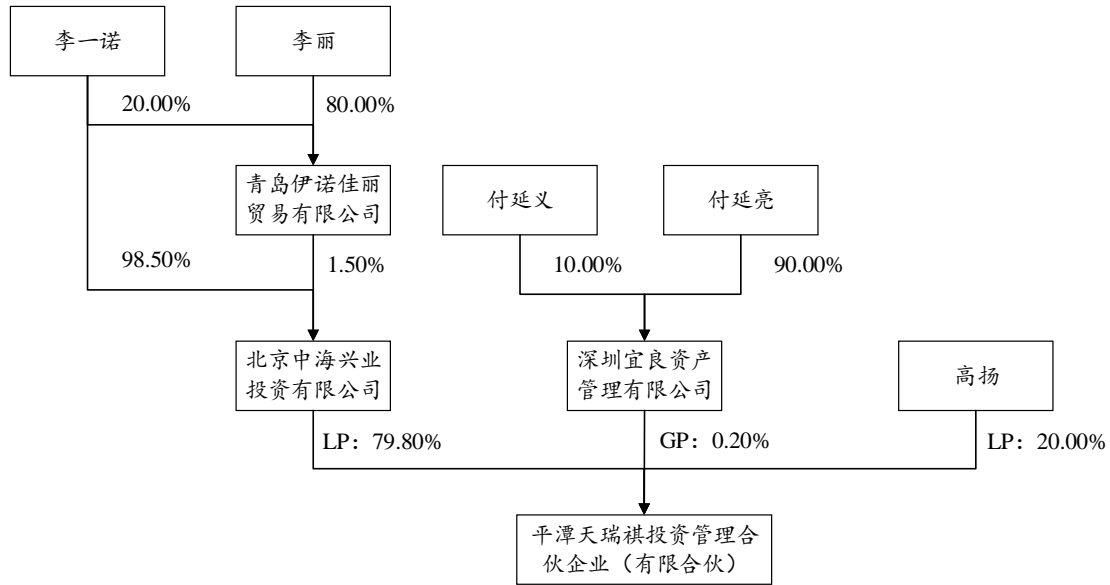 李一诺
李丽
20.00%
80.00%
青岛伊诺佳丽
贸易有限公司
付延义
付延亮
98.50%
1.50%
10.00%
90.00%
北京中海兴业
投资有限公司
深圳宜良资产
管理有限公司
高扬
LP：79.80%
GP：0.20%
LP：20.00%
平潭天瑞祺投资管理合
伙企业（有限合伙）